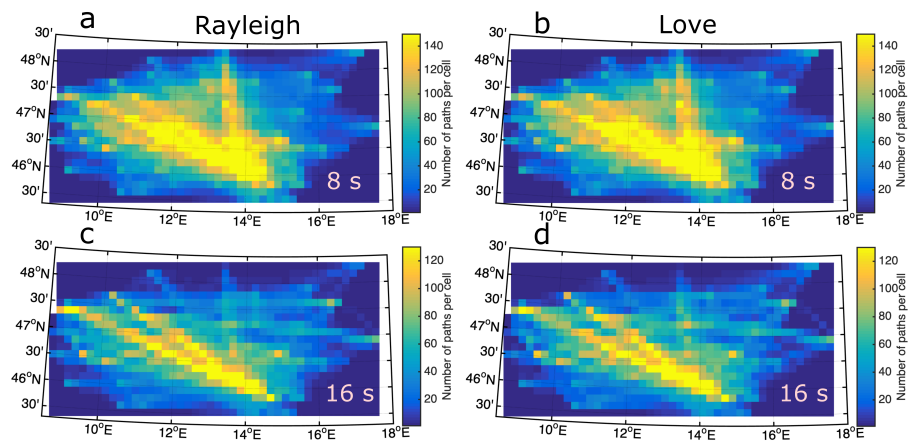 a Rayleigh
b Love
30'
48°N
30'
47°N
30'
46°N
30'
10°E 12°E 14°E 16°E 18°E
8 s
140
120
100
80
60
40
20
Number of paths per cell
30'
48°N
30'
47°N
30'
46°N
30'
10°E 12°E 14°E 16°E 18°E
8 s
140
120
100
80
60
40
20
Number of paths per cell
c
30'
48°N
30'
47°N
30'
46°N
30'
10°E 12°E 14°E 16°E 18°E
16 s
120
100
80
60
40
20
Number of paths per cell
d
30'
48°N
30'
47°N
30'
46°N
30'
10°E 12°E 14°E 16°E 18°E
16 s
120
100
80
60
40
20
Number of paths per cell